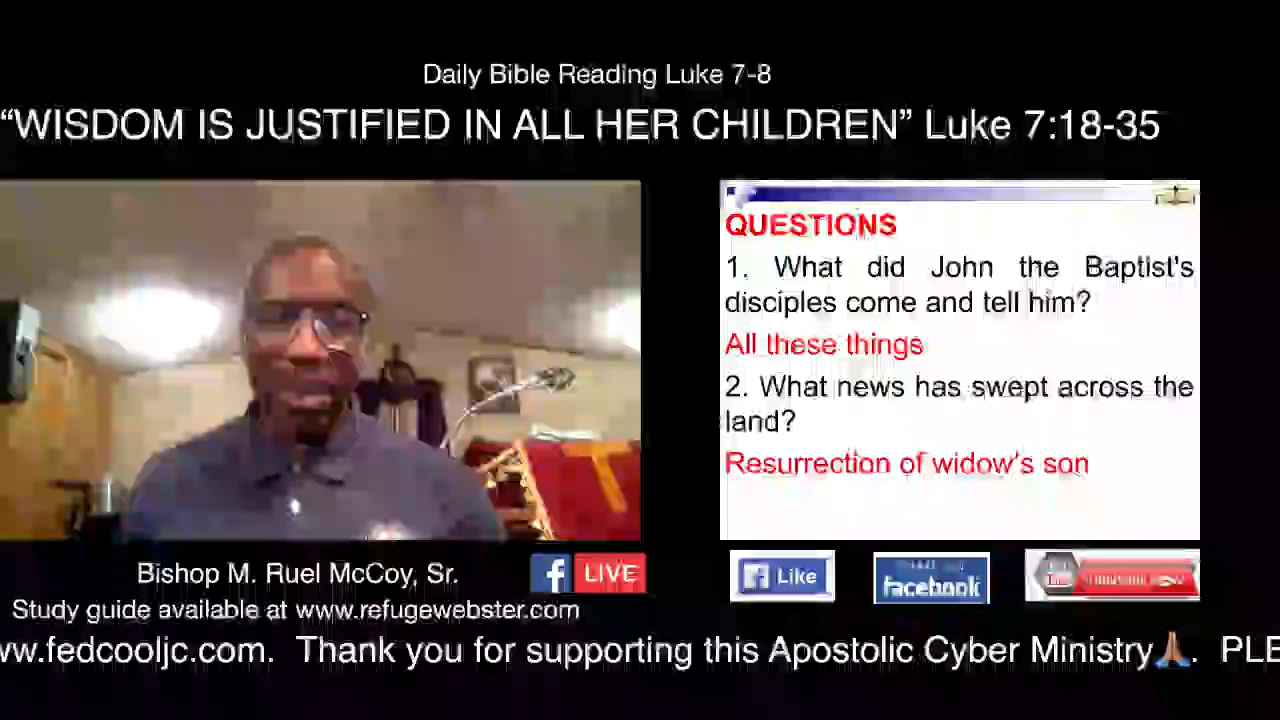 Daily Bible Reading Luke 7-8
“WISDOM IS JUSTIFIED IN ALL HER CHILDREN” Luke 7:18-35
QUESTIONS
1. What did John the Baptist's
disciples come and tell him?
All these things
2. What news has swept across the
land?
Resurrection of widow's son
Bishop M. Ruel McCoy, Sr.
f LIVE
f Like
facebook
Study guide available at www.refugewebster.com
ww.fedcooljc.com. Thank you for supporting this Apostolic Cyber Ministry🙏🏾. PLE